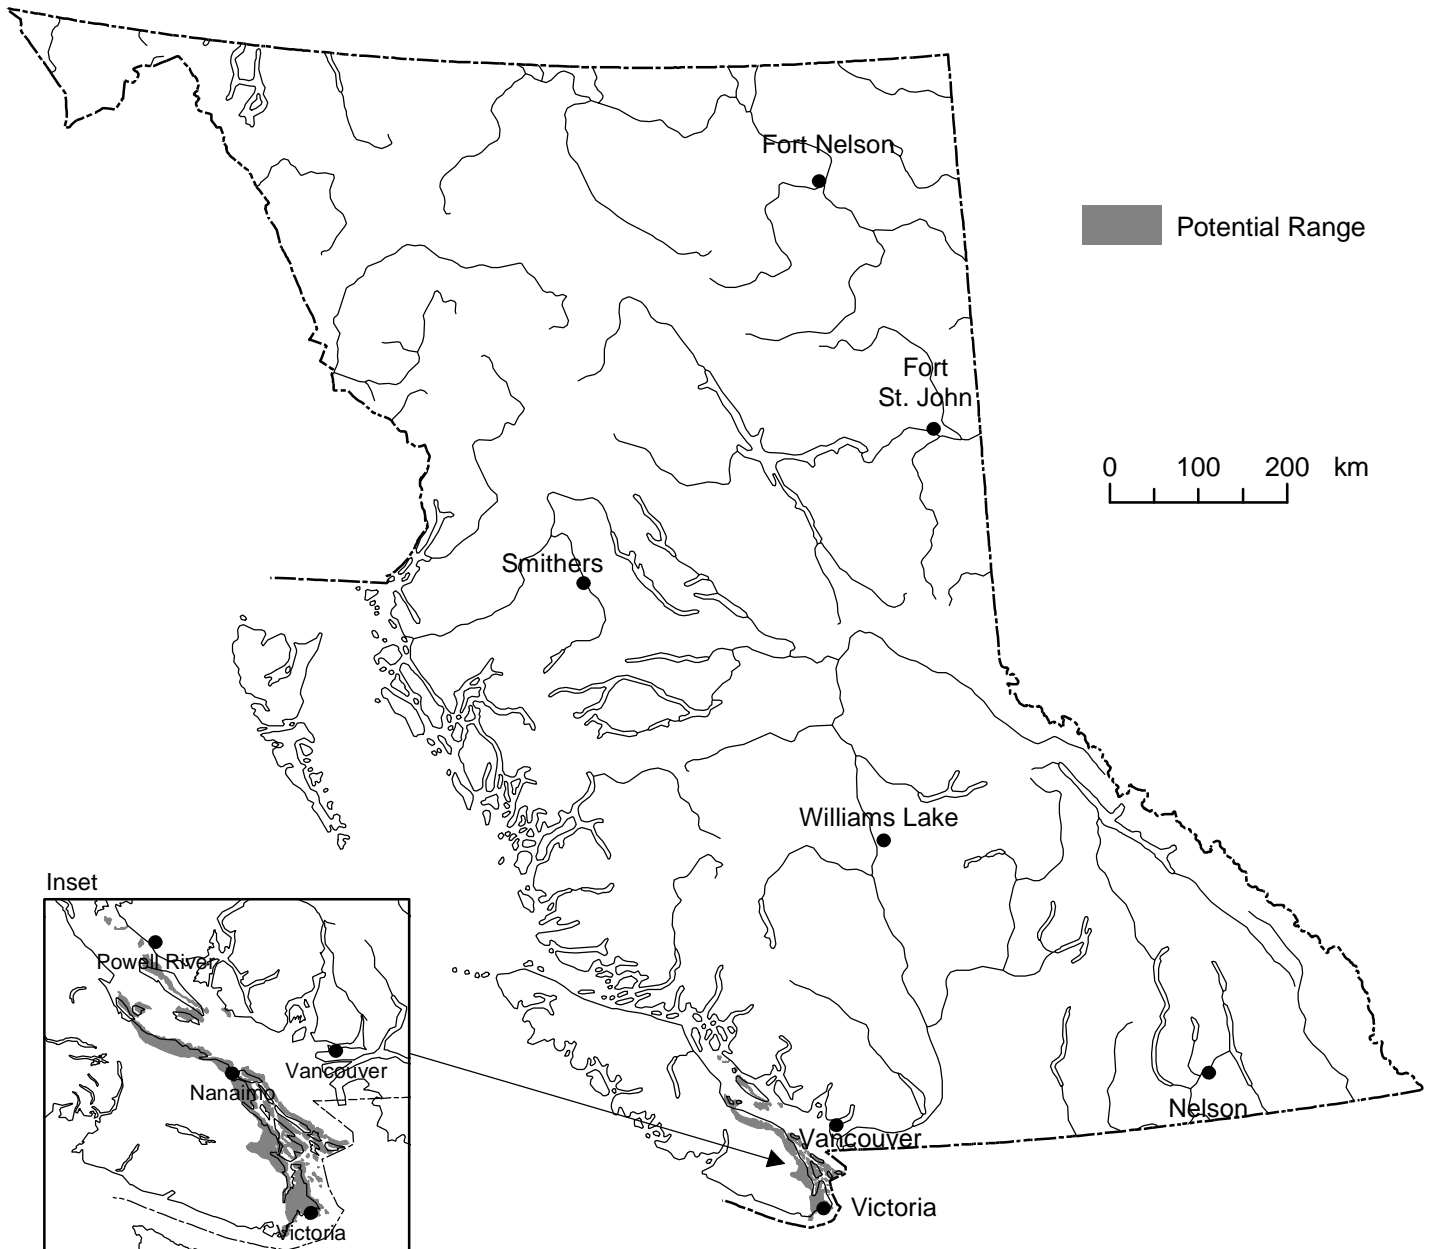 Fort Nelson
Potential Range
Fort
St. John
0 100 200 km
Smithers
Williams Lake
Inset
Powell River
Vancouver
Nanaimo
Victoria
Nelson
Vancouver
Victoria